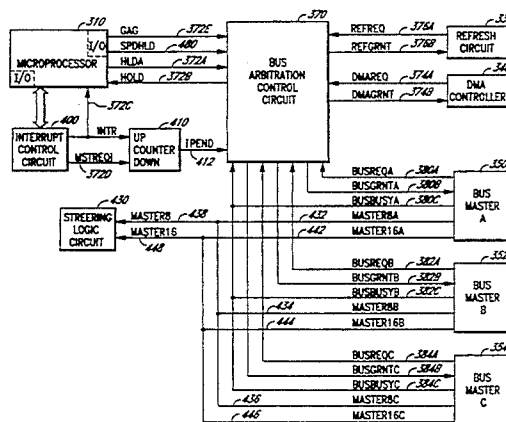 310
I/O
MICROPROCESSOR
I/O
GAG 372E
SPDHLD 480
HLDA 372A
HOLD 372B
372C
370
BUS
ARBITRATION
CONTROL
CIRCUIT
REFREQ 376A
REFGRNT 376B
REFRESH
CIRCUIT
DMAREQ 374A
DMAGRNT 374B
DMA
CONTROLLER
400
INTERRUPT
CONTROL
CIRCUIT
INTR
MSTREQI
372D
410
UP
COUNTER
DOWN
IPEND
412
430
STREERING
LOGIC
CIRCUIT
MASTER8 438
MASTER16
448
BUSREQA 380A
BUSGRNTA 380B
BUSBUSYA 380C
432 MASTER8A
442 MASTER16A
BUS
MASTER
A
BUSREQB 382A
BUSGRNTB 382B
BUSBUSYB 382C
434 MASTER8B
444 MASTER16B
BUS
MASTER
B
BUSREQC 384A
BUSGRNTC 384B
BUSBUSYC 384C
436 MASTER8C
446 MASTER16C
BUS
MASTER
C